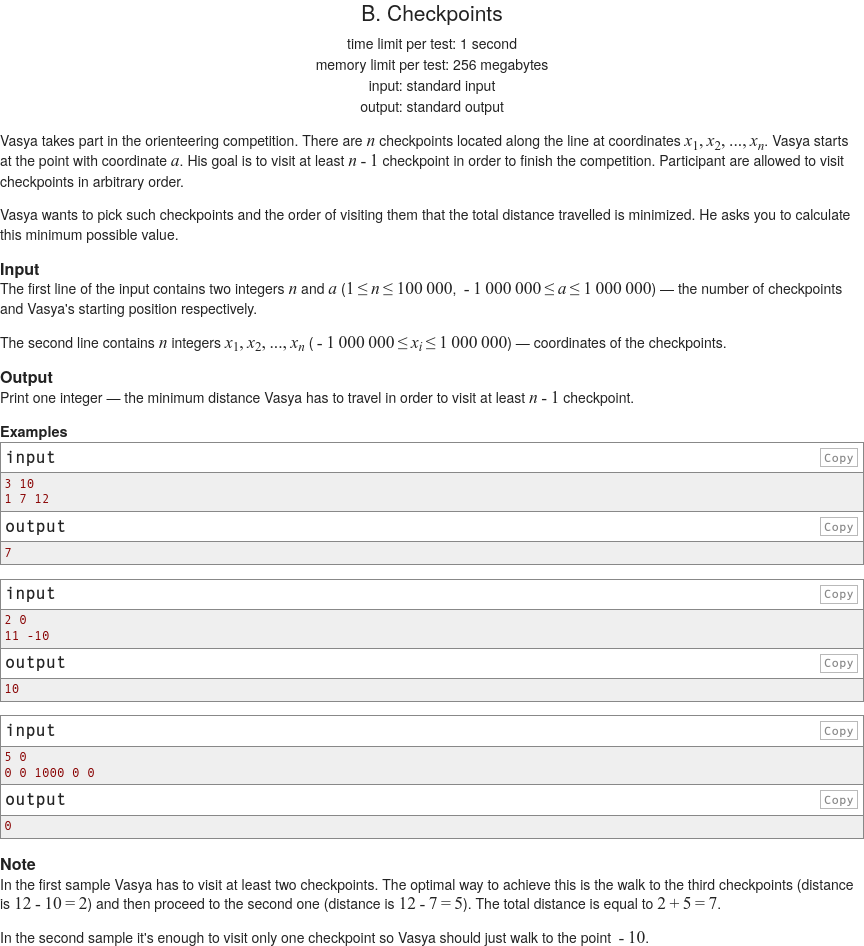 B. Checkpoints
time limit per test: 1 second
memory limit per test: 256 megabytes
input: standard input
output: standard output
Vasya takes part in the orienteering competition. There are n checkpoints located along the line at coordinates x1, x2, ..., xn. Vasya starts
at the point with coordinate a. His goal is to visit at least n - 1 checkpoint in order to finish the competition. Participant are allowed to visit
checkpoints in arbitrary order.
Vasya wants to pick such checkpoints and the order of visiting them that the total distance travelled is minimized. He asks you to calculate
this minimum possible value.
Input
The first line of the input contains two integers n and a (1 ≤ n ≤ 100 000, - 1 000 000 ≤ a ≤ 1 000 000) — the number of checkpoints
and Vasya's starting position respectively.
The second line contains n integers x1, x2, ..., xn ( - 1 000 000 ≤ xi ≤ 1 000 000) — coordinates of the checkpoints.
Output
Print one integer — the minimum distance Vasya has to travel in order to visit at least n - 1 checkpoint.
Examples
input Copy
3 10
1 7 12
output Copy
7
input Copy
2 0
11 -10
output Copy
10
input Copy
5 0
0 0 1000 0 0
output Copy
0
Note
In the first sample Vasya has to visit at least two checkpoints. The optimal way to achieve this is the walk to the third checkpoints (distance
is 12 - 10 = 2) and then proceed to the second one (distance is 12 - 7 = 5). The total distance is equal to 2 + 5 = 7.
In the second sample it's enough to visit only one checkpoint so Vasya should just walk to the point - 10.